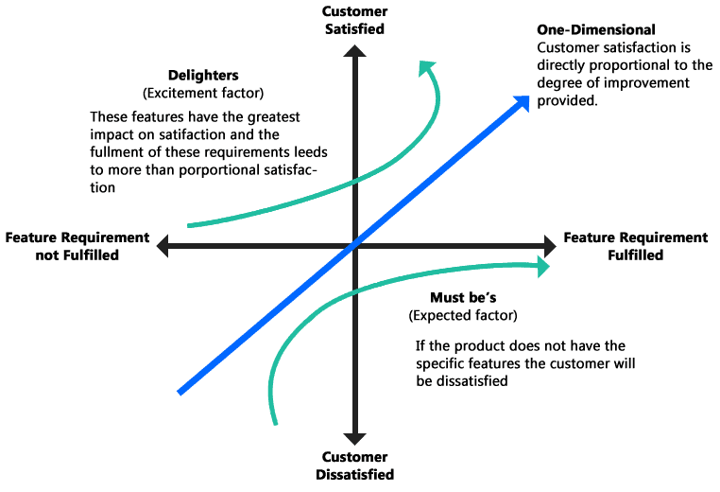 Customer
Satisfied
One-Dimensional
Customer satisfaction is
directly proportional to the
degree of improvement
provided.
Delighters
(Excitement factor)
These features have the greatest
impact on satifaction and the
fullment of these requirements leeds
to more than porportional satisfac-
tion
Feature Requirement
not Fulfilled
Feature Requirement
Fulfilled
Must be's
(Expected factor)
If the product does not have the
specific features the customer will
be dissatisfied
Customer
Dissatisfied